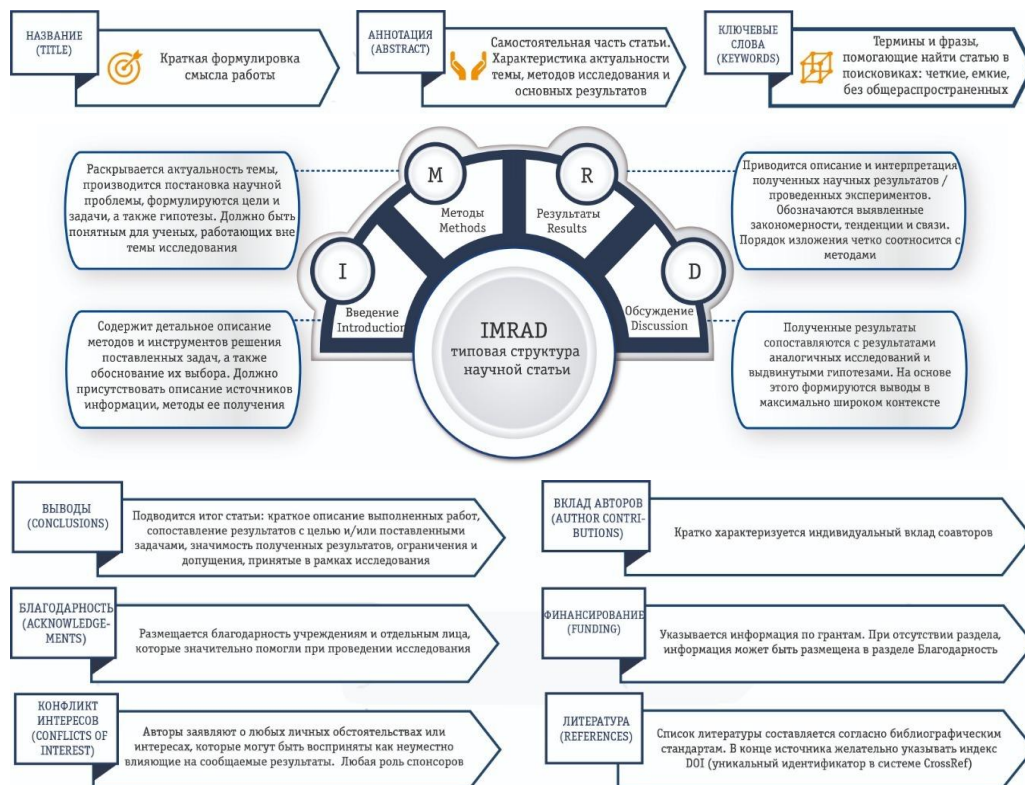 НАЗВАНИЕ
(TITLE)
Краткая формулировка
смысла работы
АННОТАЦИЯ
(ABSTRACT)
Самостоятельная часть статьи.
Характеристика актуальности
темы, методов исследования и
основных результатов
КЛЮЧЕВЫЕ
СЛОВА
(KEYWORDS)
Термины и фразы,
помогающие найти статью в
поисковиках: четкие, емкие,
без общераспространенных
Раскрывается актуальность темы,
производится постановка научной
проблемы, формулируются цели и
задачи, а также гипотезы. Должно быть
понятным для ученых, работающих вне
темы исследования
M
Методы
Methods
R
Результаты
Results
Приводится описание и интерпретация
полученных научных результатов /
проведенных экспериментов.
Обозначаются выявленные
закономерности, тенденции и связи.
Порядок изложения четко соотносится с
методами
I
Введение
Introduction
D
Обсуждение
Discussion
IMRAD
типовая структура
научной статьи
Содержит детальное описание
методов и инструментов решения
поставленных задач, а также
обоснование их выбора. Должно
присутствовать описание источников
информации, методы ее получения
Полученные результаты
сопоставляются с результатами
аналогичных исследований и
выдвинутыми гипотезами. На основе
этого формируются выводы в
максимально широком контексте
ВЫВОДЫ
(CONCLUSIONS)
Подводится итог статьи: краткое описание выполненных работ,
сопоставление результатов с целью и/или поставленными
задачами, значимость полученных результатов, ограничения и
допущения, принятые в рамках исследования
ВКЛАД АВТОРОВ
(AUTHOR CONTRI-
BUTIONS)
Кратко характеризуется индивидуальный вклад соавторов
БЛАГОДАРНОСТЬ
(ACKNOWLEDGE-
MENTS)
Размещается благодарность учреждениям и отдельным лица,
которые значительно помогли при проведении исследования
ФИНАНСИРОВАНИЕ
(FUNDING)
Указывается информация по грантам. При отсутствии раздела,
информация может быть размещена в разделе Благодарность
КОНФЛИКТ
ИНТЕРЕСОВ
(CONFLICTS OF
INTEREST)
Авторы заявляют о любых личных обстоятельствах или
интересах, которые могут быть восприняты как неуместно
влияющие на сообщаемые результаты. Любая роль спонсоров
ЛИТЕРАТУРА
(REFERENCES)
Список литературы составляется согласно библиографическим
стандартам. В конце источника желательно указывать индекс
DOI (уникальный идентификатор в системе CrossRef)